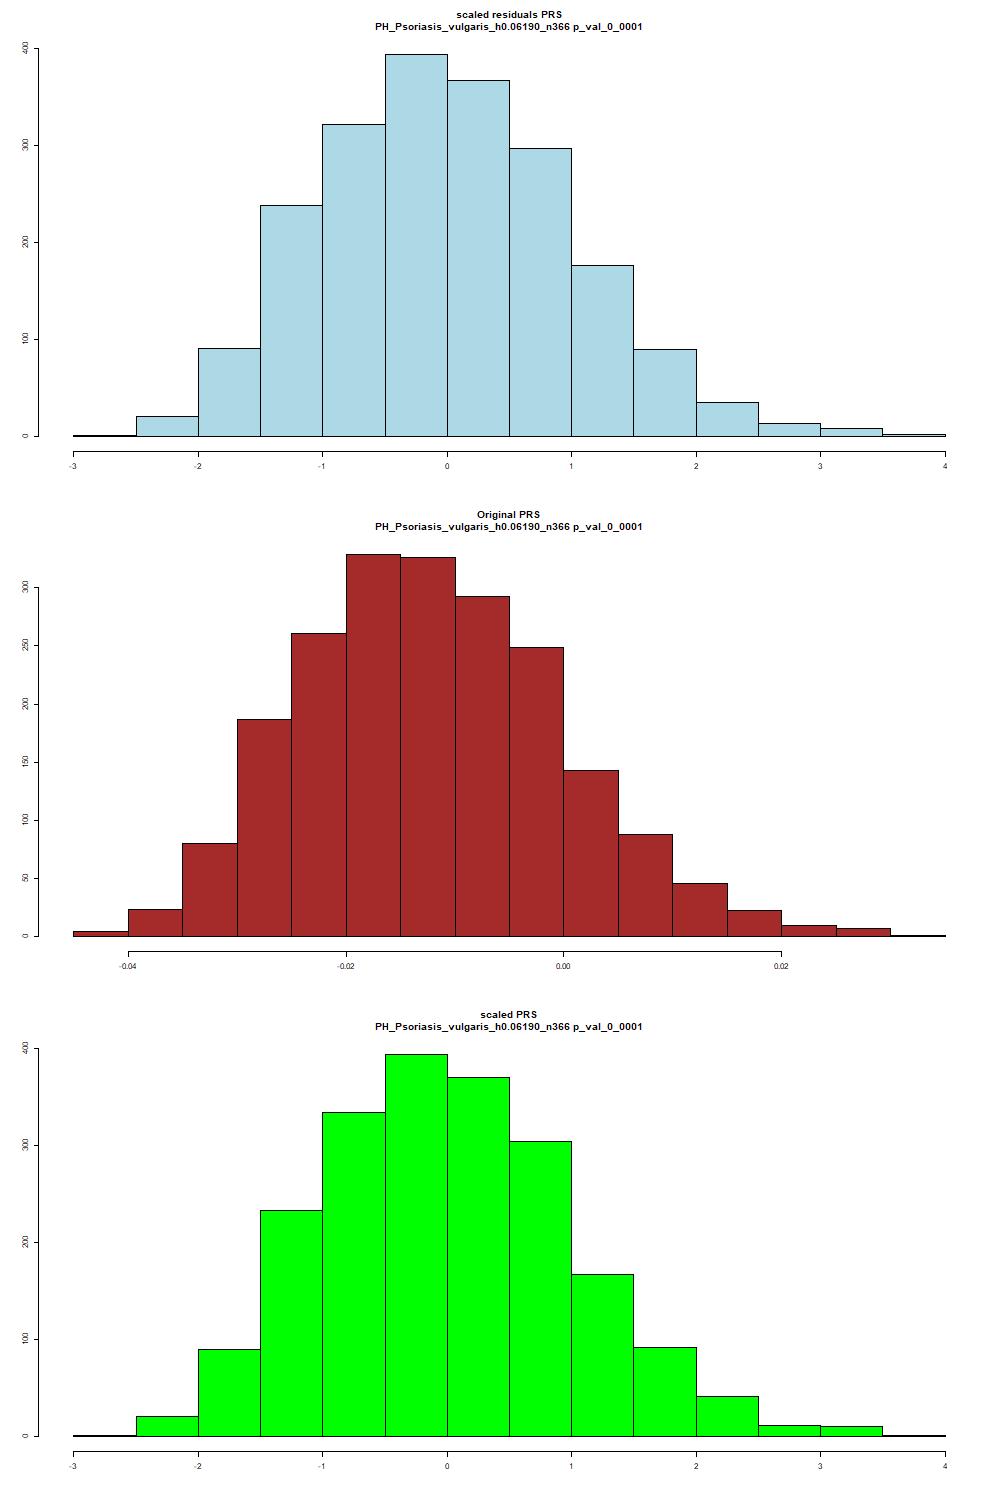 scaled residuals PRS
PH_Psoriasis_vulgaris_h0.06190_n366 p_val_0_0001
400
300
200
100
0
-3 -2 -1 0 1 2 3 4
Original PRS
PH_Psoriasis_vulgaris_h0.06190_n366 p_val_0_0001
300
250
200
150
100
50
0
-0.04 -0.02 0.00 0.02
scaled PRS
PH_Psoriasis_vulgaris_h0.06190_n366 p_val_0_0001
400
300
200
100
0
-3 -2 -1 0 1 2 3 4